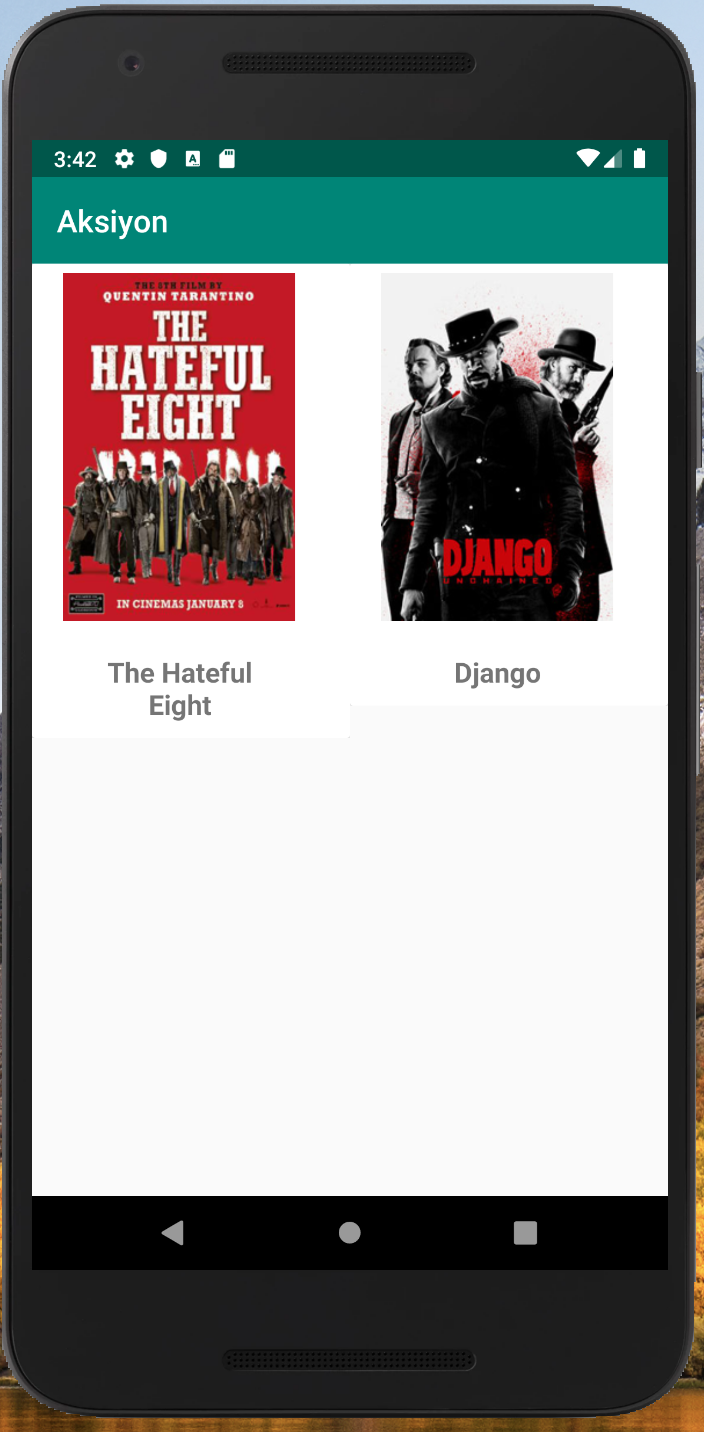 3:42
A
Aksiyon
THE 8TH FILM BY
QUENTIN TARANTINO
THE
HATEFUL
EIGHT
IN CINEMAS JANUARY 8
DJANGO
UNCHAINED
The Hateful
Eight
Django